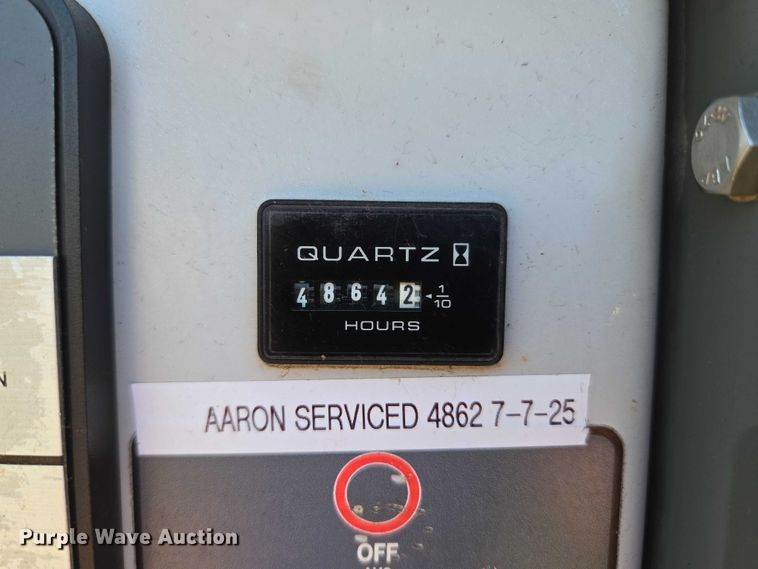 QUARTZ
48642 1/10
HOURS
N
AARON SERVICED 4862 7-7-25
OFF
Purple Wave Auction